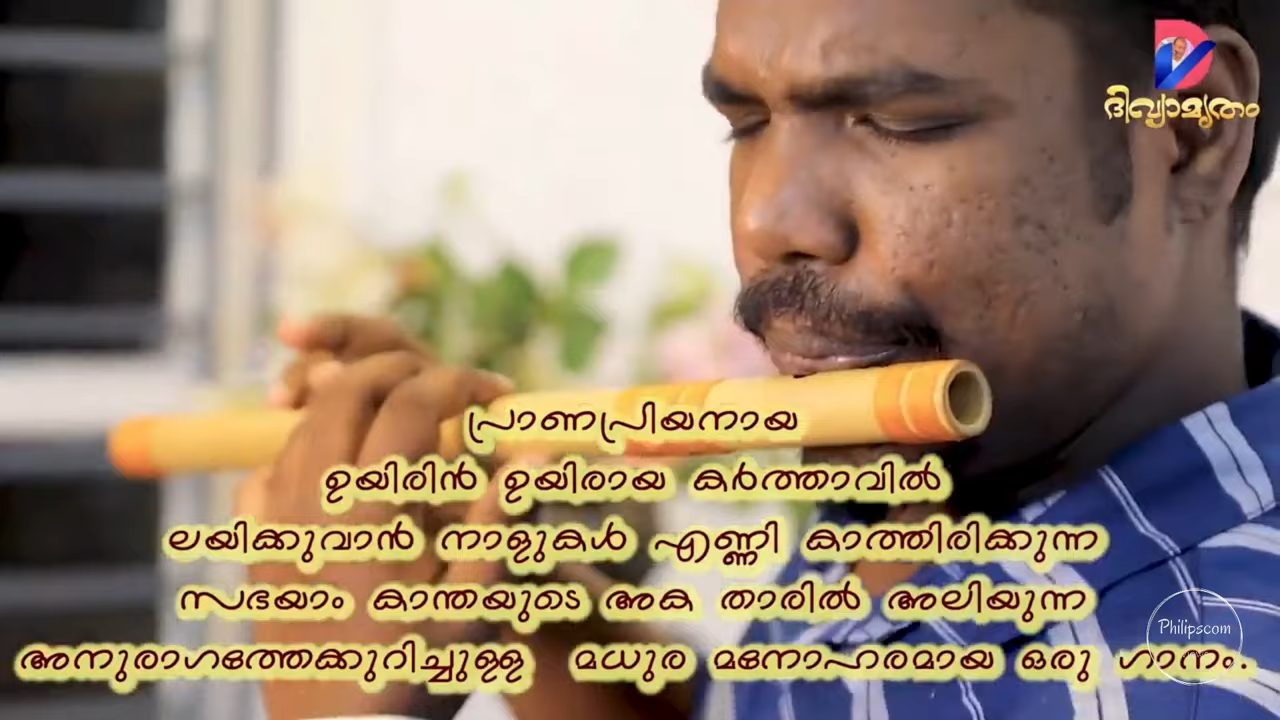 ദിവ്യാമൃതം
പ്രാണപ്രിയനായ
ഉയിരിൻ ഉയിരായ കർത്താവിൽ
ലയിക്കുവാൻ നാളുകൾ എണ്ണി കാത്തിരിക്കുന്ന
സഭയാം കാന്തയുടെ അക താരിൽ അലിയുന്ന
അനുരാഗത്തേക്കുറിച്ചുള്ള മധുര മനോഹരമായ ഒരു ഗാനം.
Philipscom